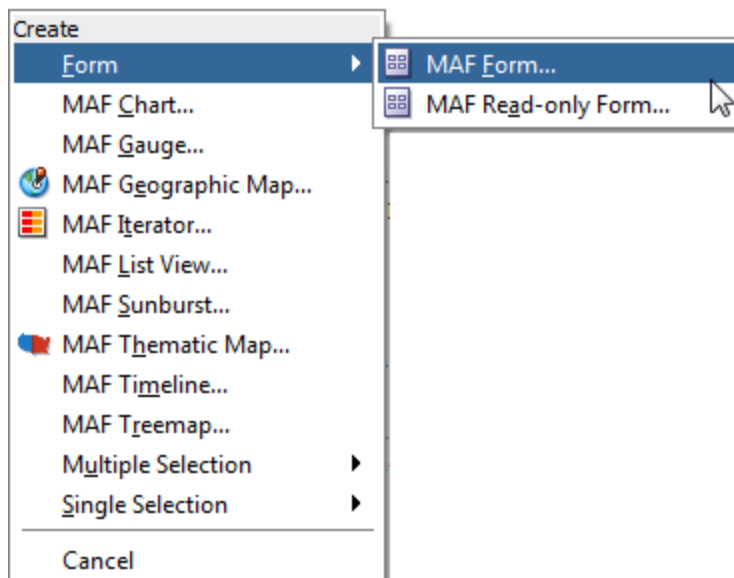 Create
Form
MAF Form...
MAF Read-only Form...
MAF Chart...
MAF Gauge...
MAF Geographic Map...
MAF Iterator...
MAF List View...
MAF Sunburst...
MAF Thematic Map...
MAF Timeline...
MAF Treemap...
Multiple Selection
Single Selection
Cancel